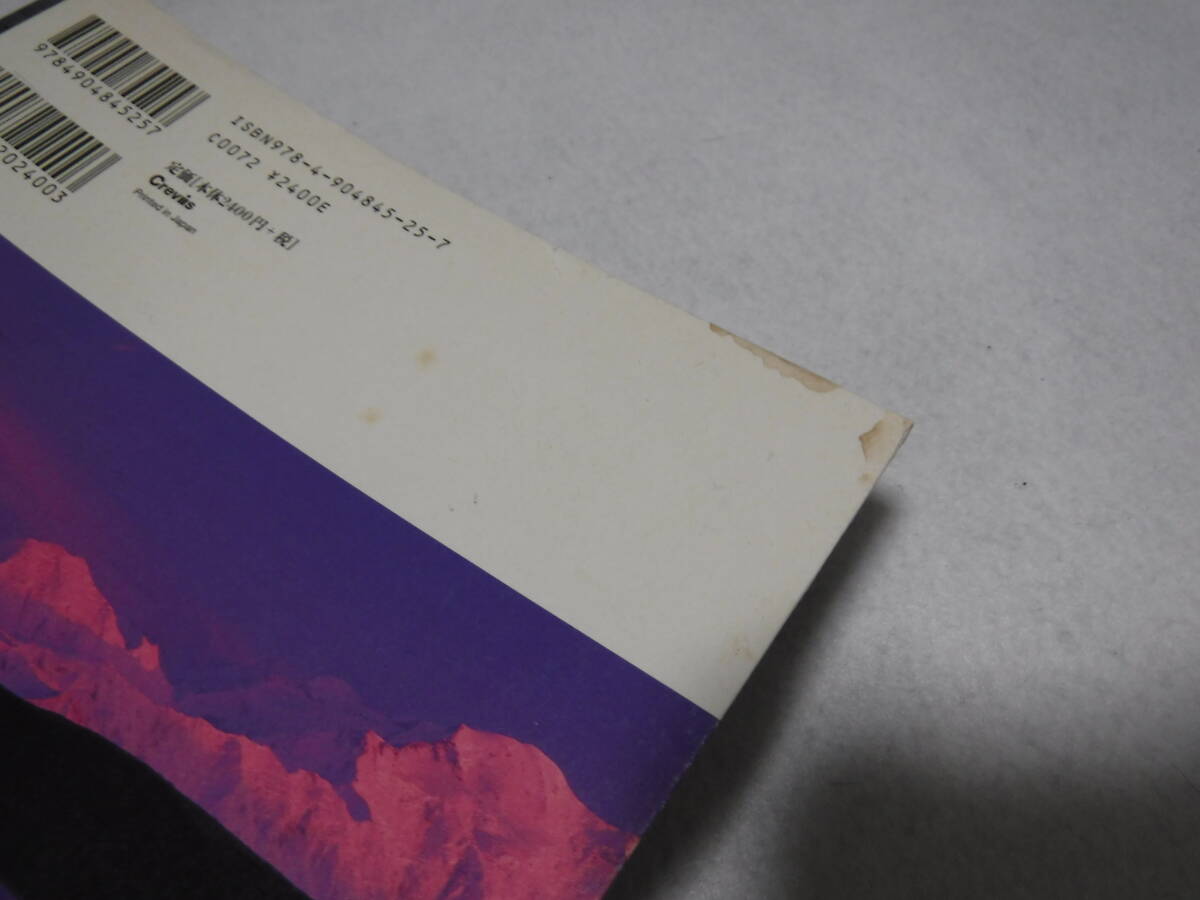 9784904845257
2024003
ISBN978-4-904845-25-7
C0072 ¥2400E
定価[本体2400円+税]
Crevis
Printed in Japan